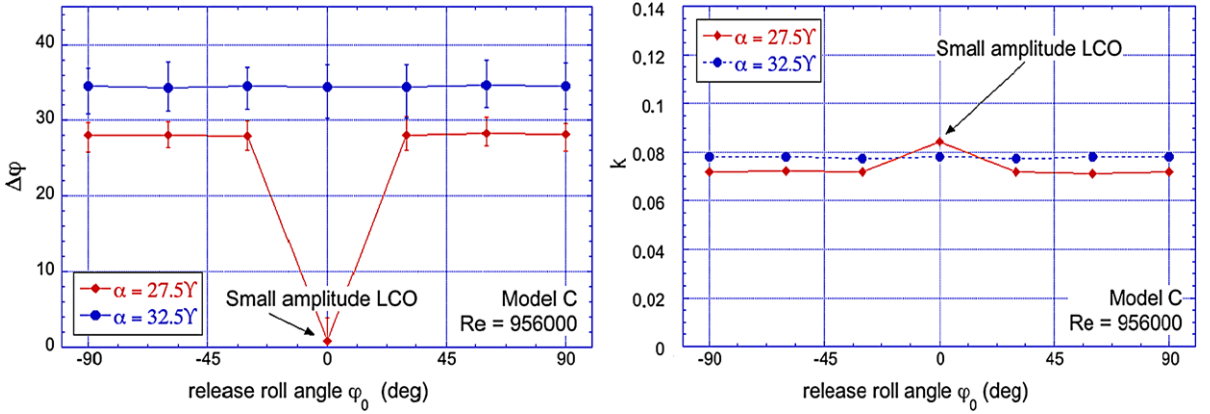 40
30
20
10
0
Δφ
α = 27.5ϒ
α = 32.5ϒ
Small amplitude LCO
Model C
Re = 956000
-90
-45
0
45
90
release roll angle φ0 (deg)
0.14
0.12
0.1
0.08
0.06
0.04
0.02
0
k
α = 27.5ϒ
α = 32.5ϒ
Small amplitude LCO
Model C
Re = 956000
-90
-45
0
45
90
release roll angle φ0 (deg)